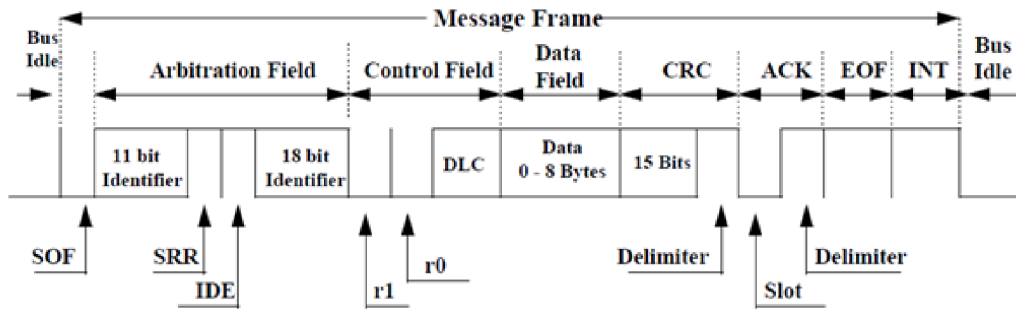 Message Frame
Bus
Idle
Arbitration Field
Control Field
Data
Field
CRC
ACK
EOF
INT
Bus
Idle
11 bit
Identifier
18 bit
Identifier
DLC
Data
0 - 8 Bytes
15 Bits
SOF
SRR
IDE
r1
r0
Delimiter
Slot
Delimiter